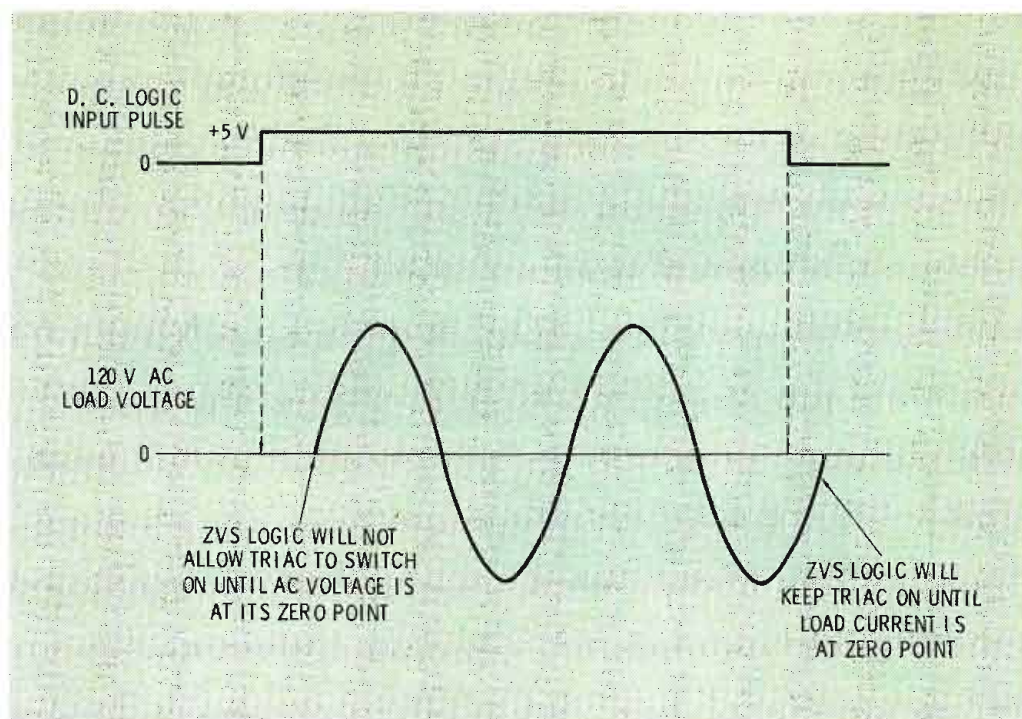 D. C. LOGIC
INPUT PULSE
+5 V
0
120 V AC
LOAD VOLTAGE
0
ZVS LOGIC WILL NOT
ALLOW TRIAC TO SWITCH
ON UNTIL AC VOLTAGE IS
AT ITS ZERO POINT
ZVS LOGIC WILL
KEEP TRIAC ON UNTIL
LOAD CURRENT IS
AT ZERO POINT